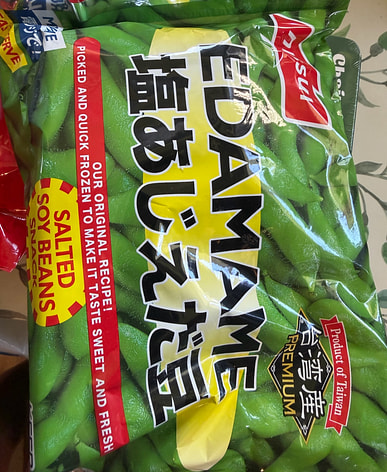 EDAMAME
塩あじえだ豆
OUR ORIGINAL RECIPE!
PICKED AND QUICK FROZEN TO MAKE IT TASTE SWEET AND FRESH
SALTED
SOY BEANS
SNACK
Product of Taiwan
台湾産
PREMIUM